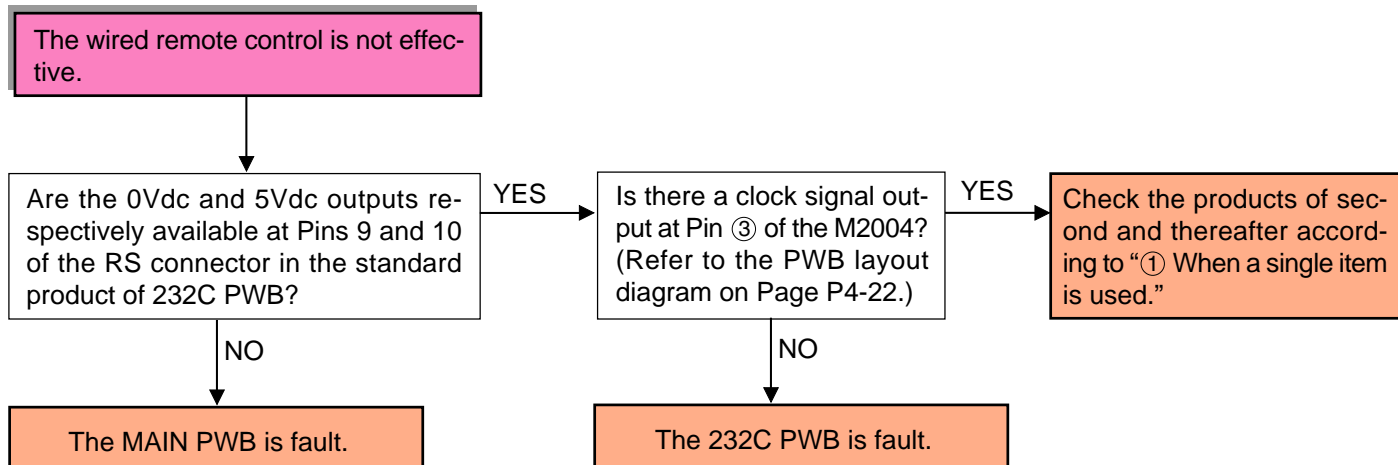 The wired remote control is not effec-
tive.
Are the 0Vdc and 5Vdc outputs re-
spectively available at Pins 9 and 10
of the RS connector in the standard
product of 232C PWB?
YES
Is there a clock signal out-
put at Pin ③ of the M2004?
(Refer to the PWB layout
diagram on Page P4-22.)
YES
Check the products of sec-
ond and thereafter accord-
ing to “① When a single item
is used.”
NO
NO
The MAIN PWB is fault.
The 232C PWB is fault.